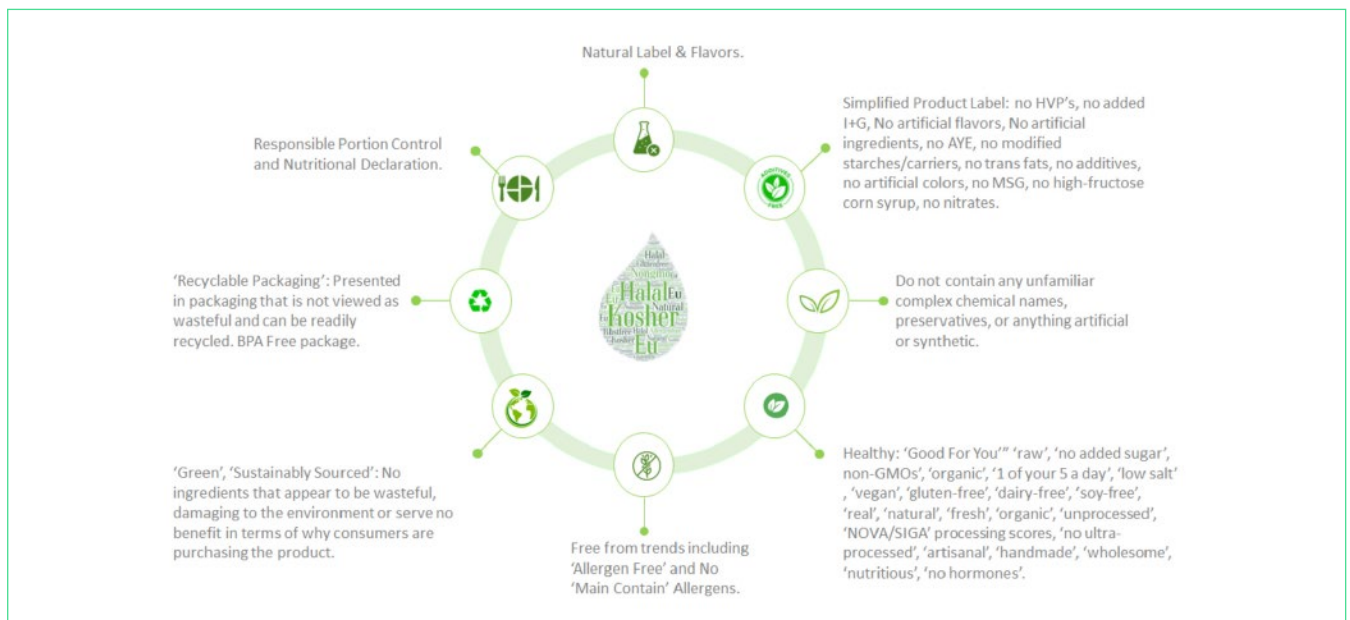 Natural Label & Flavors.
Simplified Product Label: no HVP's, no added
I+G, No artificial flavors, No artificial
ingredients, no AYE, no modified
starches/carriers, no trans fats, no additives,
no artificial colors, no MSG, no high-fructose
corn syrup, no nitrates.
ADDITIVES
FREE
Do not contain any unfamiliar
complex chemical names,
preservatives, or anything artificial
or synthetic.
Healthy: 'Good For You'" 'raw', 'no added sugar',
non-GMOs', 'organic', '1 of your 5 a day', 'low salt'
, 'vegan', 'gluten-free', 'dairy-free', 'soy-free',
'real', 'natural', 'fresh', 'organic', 'unprocessed',
'NOVA/SIGA' processing scores, 'no ultra-
processed', 'artisanal', 'handmade', 'wholesome',
'nutritious', 'no hormones'.
Free from trends including
'Allergen Free' and No
'Main Contain' Allergens.
'Green', 'Sustainably Sourced': No
ingredients that appear to be wasteful,
damaging to the environment or serve no
benefit in terms of why consumers are
purchasing the product.
'Recyclable Packaging': Presented
in packaging that is not viewed as
wasteful and can be readily
recycled. BPA Free package.
Responsible Portion Control
and Nutritional Declaration.
Halal
Nongmo
Halal Eu
Natural
Kosher
Eu